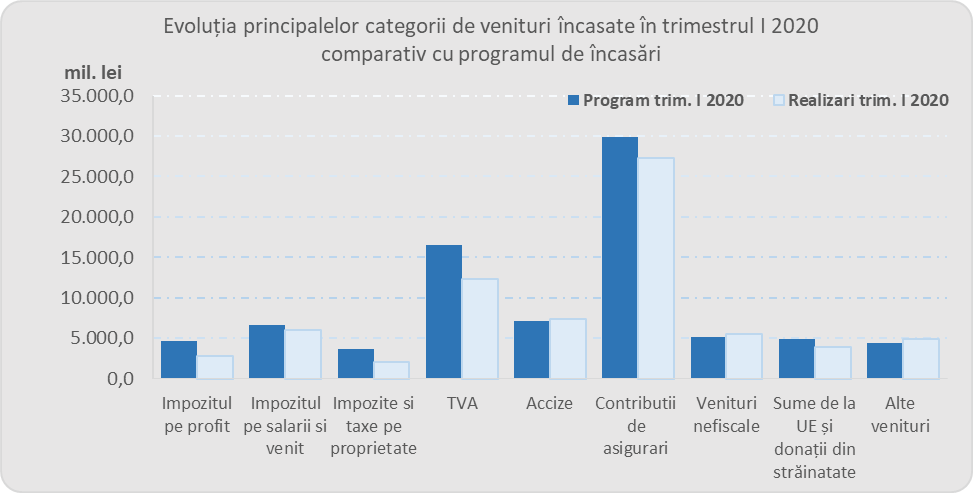 Evoluția principalelor categorii de venituri încasate în trimestrul I 2020
comparativ cu programul de încasări
mil. lei
35.000,0
30.000,0
25.000,0
20.000,0
15.000,0
10.000,0
5.000,0
0,0
Program trim. I 2020
Realizari trim. I 2020
Impozitul
pe profit
Impozitul
pe salarii si
venit
Impozite si
taxe pe
proprietate
TVA
Accize
Contributii
de
asigurari
Venituri
nefiscale
Sume de la
UE și
donații din
străinatate
Alte
venituri